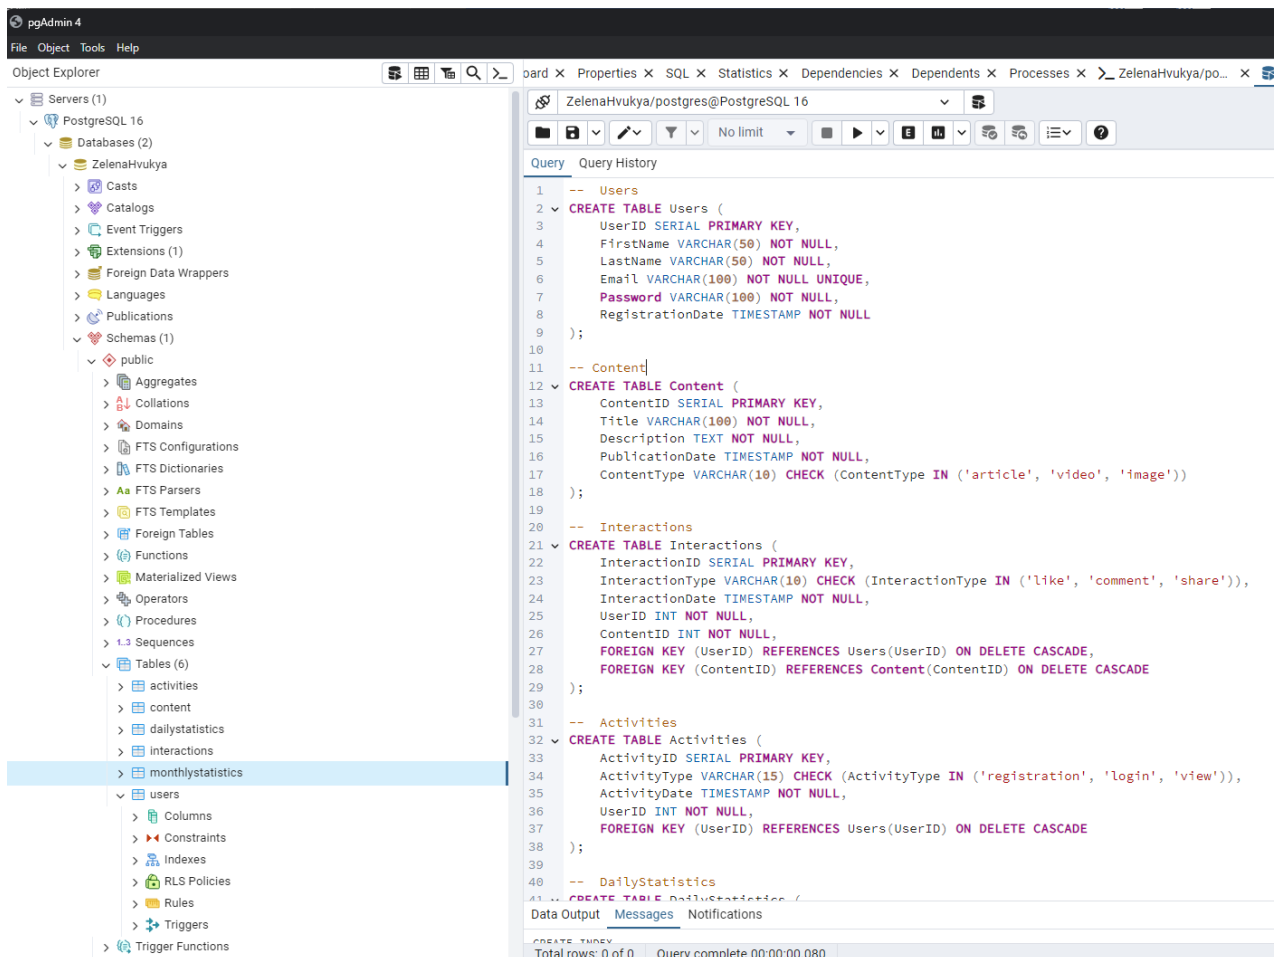 pgAdmin 4
File Object Tools Help
Object Explorer
Servers (1)
PostgreSQL 16
Databases (2)
ZelenaHvukya
Casts
Catalogs
Event Triggers
Extensions (1)
Foreign Data Wrappers
Languages
Publications
Schemas (1)
public
Aggregates
Collations
Domains
FTS Configurations
FTS Dictionaries
Aa FTS Parsers
FTS Templates
Foreign Tables
Functions
Materialized Views
Operators
Procedures
1..3 Sequences
Tables (6)
activities
content
dailystatistics
interactions
monthlystatistics
users
Columns
Constraints
Indexes
RLS Policies
Rules
Triggers
Trigger Functions
oard Properties SQL Statistics Dependencies Dependents Processes ZelenaHvukya/po...
ZelenaHvukya/postgres@PostgreSQL 16
No limit
Query Query History
1 -- Users
2 CREATE TABLE Users (
3 UserID SERIAL PRIMARY KEY,
4 FirstName VARCHAR(50) NOT NULL,
5 LastName VARCHAR(50) NOT NULL,
6 Email VARCHAR(100) NOT NULL UNIQUE,
7 Password VARCHAR(100) NOT NULL,
8 RegistrationDate TIMESTAMP NOT NULL
9 );
10
11 -- Content
12 CREATE TABLE Content (
13 ContentID SERIAL PRIMARY KEY,
14 Title VARCHAR(100) NOT NULL,
15 Description TEXT NOT NULL,
16 PublicationDate TIMESTAMP NOT NULL,
17 ContentType VARCHAR(10) CHECK (ContentType IN ('article', 'video', 'image'))
18 );
19
20 -- Interactions
21 CREATE TABLE Interactions (
22 InteractionID SERIAL PRIMARY KEY,
23 InteractionType VARCHAR(10) CHECK (InteractionType IN ('like', 'comment', 'share')),
24 InteractionDate TIMESTAMP NOT NULL,
25 UserID INT NOT NULL,
26 ContentID INT NOT NULL,
27 FOREIGN KEY (UserID) REFERENCES Users(UserID) ON DELETE CASCADE,
28 FOREIGN KEY (ContentID) REFERENCES Content(ContentID) ON DELETE CASCADE
29 );
30
31 -- Activities
32 CREATE TABLE Activities (
33 ActivityID SERIAL PRIMARY KEY,
34 ActivityType VARCHAR(15) CHECK (ActivityType IN ('registration', 'login', 'view')),
35 ActivityDate TIMESTAMP NOT NULL,
36 UserID INT NOT NULL,
37 FOREIGN KEY (UserID) REFERENCES Users(UserID) ON DELETE CASCADE
38 );
39
40 -- DailyStatistics
41 CREATE TABLE DailyStatistics (
Data Output Messages Notifications
CREATE INDEX
Total rows: 0 of 0 Query complete 00:00:00.080